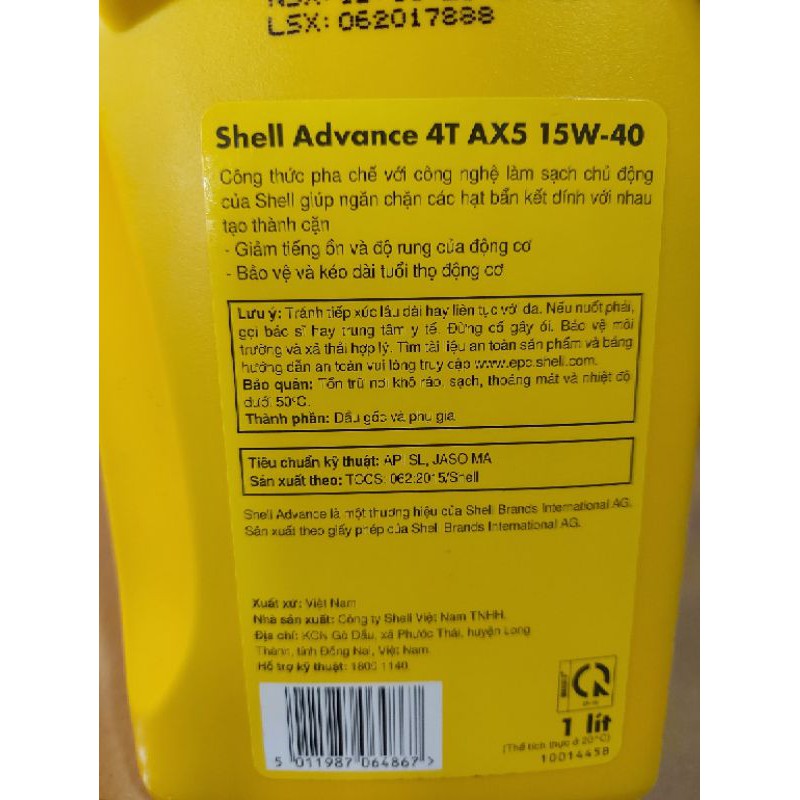 LSX: 062017888
Shell Advance 4T AX5 15W-40
Công thức pha chế với công nghệ làm sạch chủ động
của Shell giúp ngăn chặn các hạt bẩn kết dính với nhau
tạo thành cặn
- Giảm tiếng ồn và độ rung của động cơ
- Bảo vệ và kéo dài tuổi thọ động cơ
Lưu ý: Tránh tiếp xúc lâu dài hay liên tục với da. Nếu nuốt phải,
gọi bác sĩ hay trung tâm y tế. Đừng cố gây ói. Bảo vệ môi
trường và xả thải hợp lý. Tìm tài liệu an toàn sản phẩm và bảng
hướng dẫn an toàn vui lòng truy cập www.epc.shell.com.
Bảo quản: Tồn trữ nơi khô ráo, sạch, thoáng mát và nhiệt độ
dưới 50°C.
Thành phần: Dầu gốc và phụ gia
Tiêu chuẩn kỹ thuật: API SL, JASO MA
Sản xuất theo: TCCS: 062:2015/Shell
Shell Advance là một thương hiệu của Shell Brands International AG.
Sản xuất theo giấy phép của Shell Brands International AG.
Xuất xứ: Việt Nam
Nhà sản xuất: Công ty Shell Việt Nam TNHH.
Địa chỉ: KCN Gò Dầu, xã Phước Thái, huyện Long
Thành, tỉnh Đồng Nai, Việt Nam.
Hỗ trợ kỹ thuật: 1800 1140
1 lít
(Thể tích thực ở 20°C)
10014458
5 011987 064867 >